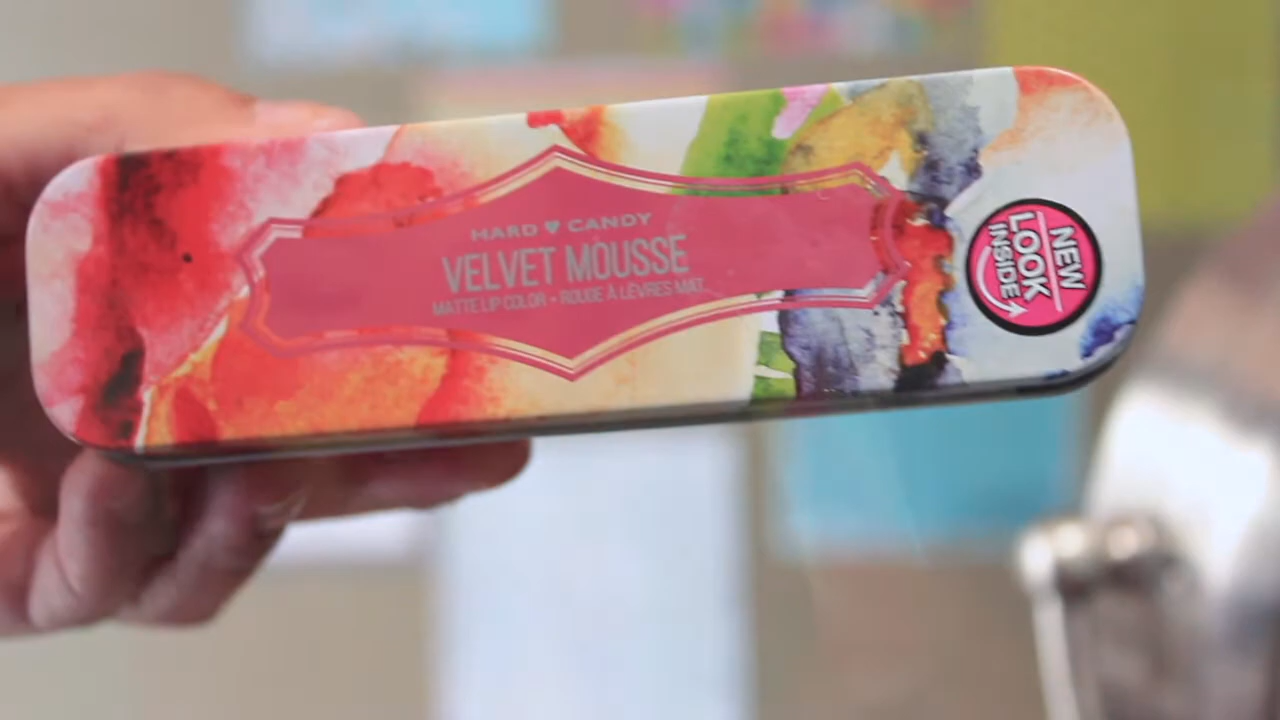 HARD ♥ CANDY
VELVET MOUSSE
MATTE LIP COLOR • ROUGE À LÈVRES MAT
NEW
LOOK
INSIDE